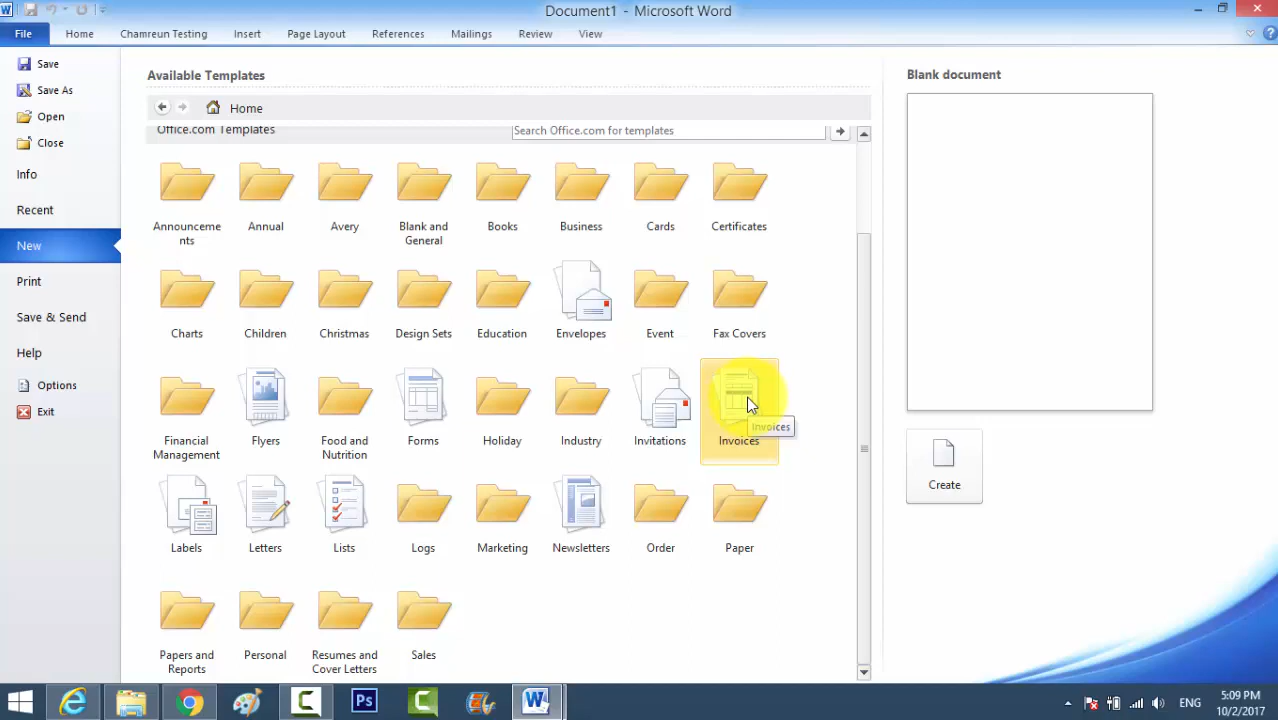 Document1 - Microsoft Word
File Home Chamreun Testing Insert Page Layout References Mailings Review View
Save
Save As
Open
Close
Info
Recent
New
Print
Save & Send
Help
Options
Exit
Available Templates
Home
Office.com Templates
Search Office.com for templates
Announceme
nts
Annual
Avery
Blank and
General
Books
Business
Cards
Certificates
Charts
Children
Christmas
Design Sets
Education
Envelopes
Event
Fax Covers
Financial
Management
Flyers
Food and
Nutrition
Forms
Holiday
Industry
Invitations
Invoices
Invoices
Labels
Letters
Lists
Logs
Marketing
Newsletters
Order
Paper
Papers and
Reports
Personal
Resumes and
Cover Letters
Sales
Blank document
Create
Ps
ENG
5:09 PM
10/2/2017